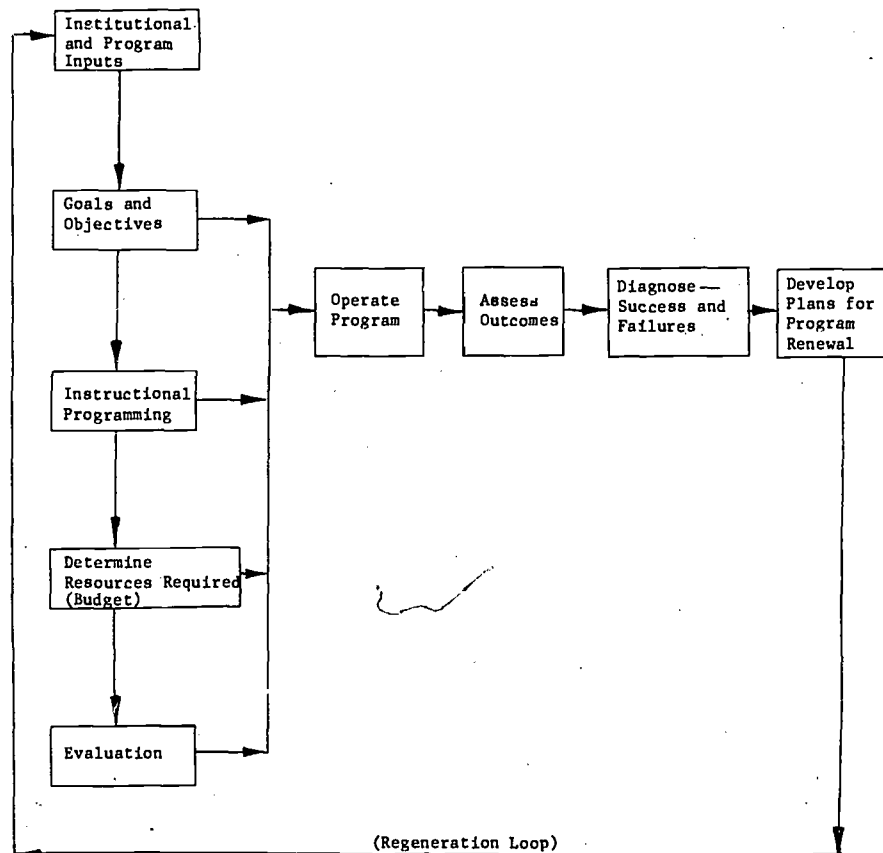 Institutional
and Program
Inputs
Goals and
Objectives
Instructional
Programming
Determine
Resources Required
(Budget)
Evaluation
Operate
Program
Assess
Outcomes
Diagnose—
Success and
Failures
Develop
Plans for
Program
Renewal
(Regeneration Loop)